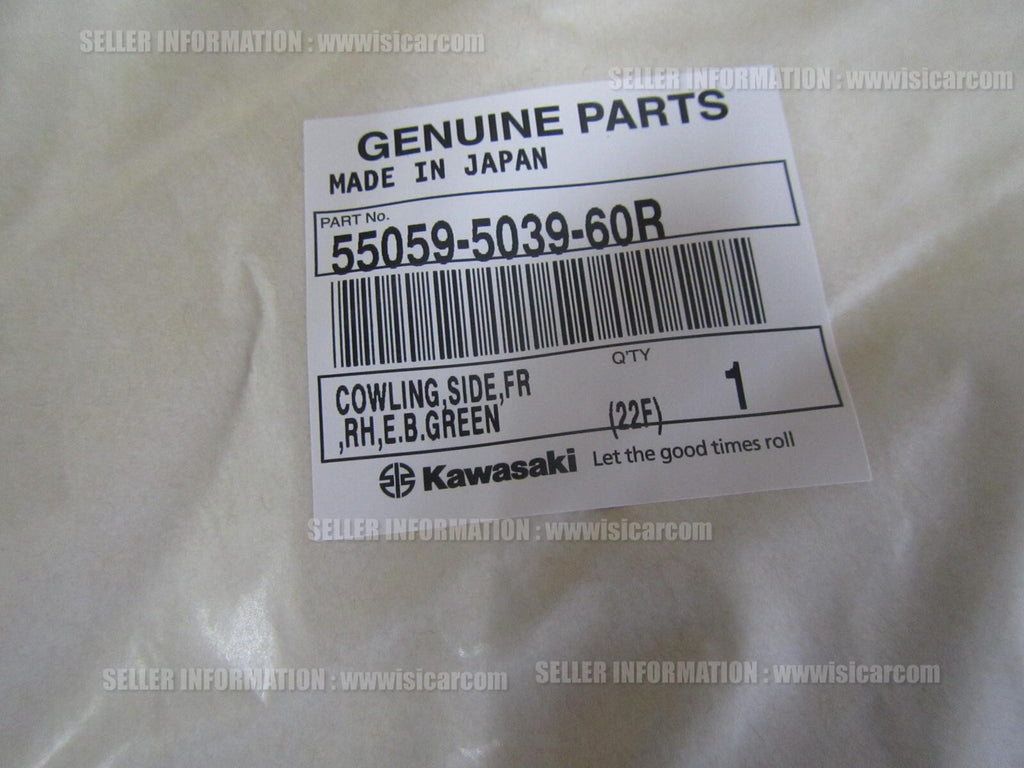 SELLER INFORMATION : wwwisicarcom
SELLER INFORMATION : wwwisicarcom
GENUINE PARTS
MADE IN JAPAN
PART No.
55059-5039-60R
Q'TY
COWLING,SIDE,FR
,RH,E.B.GREEN
(22F)
1
Kawasaki Let the good times roll
SELLER INFORMATION : wwwisicarcom
SELLER INFORMATION : wwwisicarcom
SELLER INFORMATION : wwwisicarcom